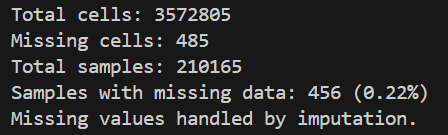 Total cells: 3572805
Missing cells: 485
Total samples: 210165
Samples with missing data: 456 (0.22%)
Missing values handled by imputation.